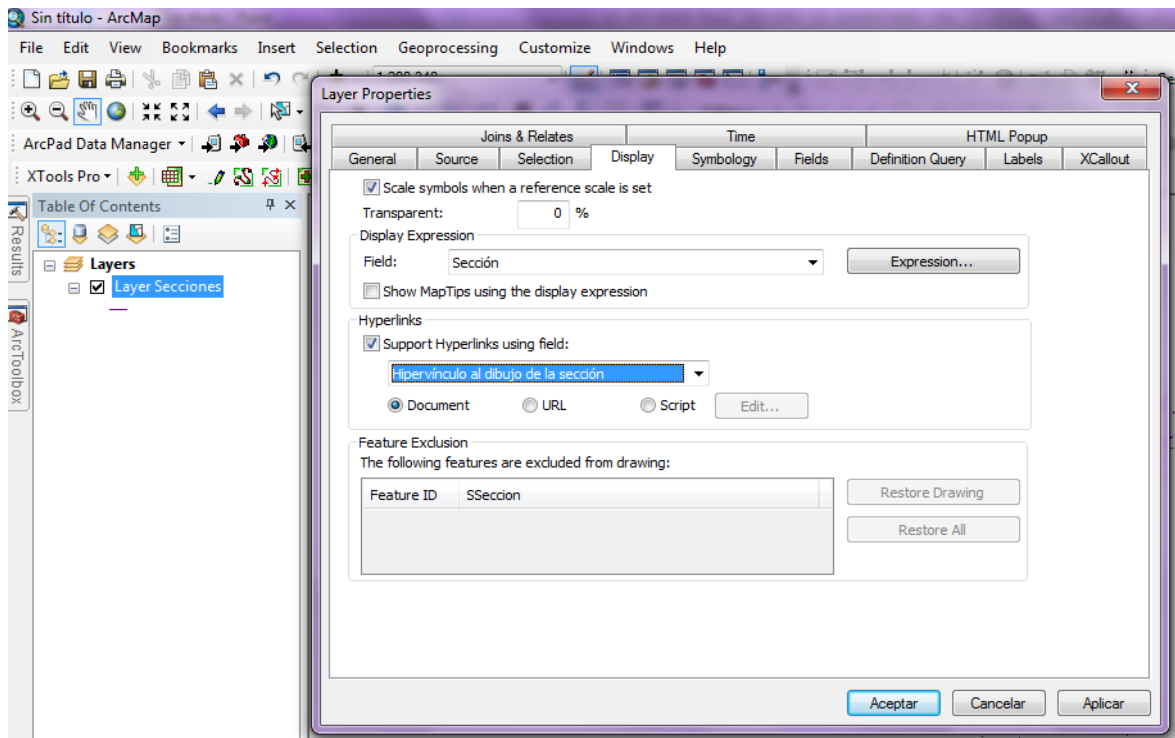 Sin título - ArcMap
File Edit View Bookmarks Insert Selection Geoprocessing Customize Windows Help
Layer Properties
ArcPad Data Manager
XTools Pro
Table Of Contents
Results
ArcToolbox
Layers
Layer Secciones
Joins & Relates Time HTML Popup
General Source Selection Display Symbology Fields Definition Query Labels XCallout
Scale symbols when a reference scale is set
Transparent: 0 %
Display Expression
Field: Sección Expression...
Show MapTips using the display expression
Hyperlinks
Support Hyperlinks using field:
Hipervínculo al dibujo de la sección
Document URL Script Edit...
Feature Exclusion
The following features are excluded from drawing:
Feature ID SSeccion
Restore Drawing
Restore All
Aceptar Cancelar Aplicar